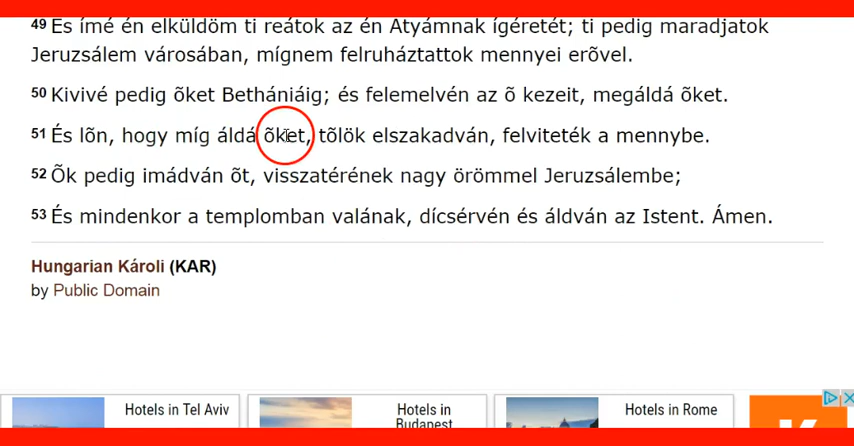 49 És ímé én elküldöm ti reátok az én Atyámnak ígéretét; ti pedig maradjatok
Jeruzsálem városában, mígnem felruháztattok mennyei erõvel.
50 Kivivé pedig õket Bethániáig; és felemelvén az õ kezeit, megáldá õket.
51 És lõn, hogy míg áldá õket, tõlök elszakadván, felviteték a mennybe.
52 Õk pedig imádván õt, visszatérének nagy örömmel Jeruzsálembe;
53 És mindenkor a templomban valának, dícsérvén és áldván az Istent. Ámen.
Hungarian Károli (KAR)
by Public Domain
Hotels in Tel Aviv
Hotels in Budapest
Hotels in Rome